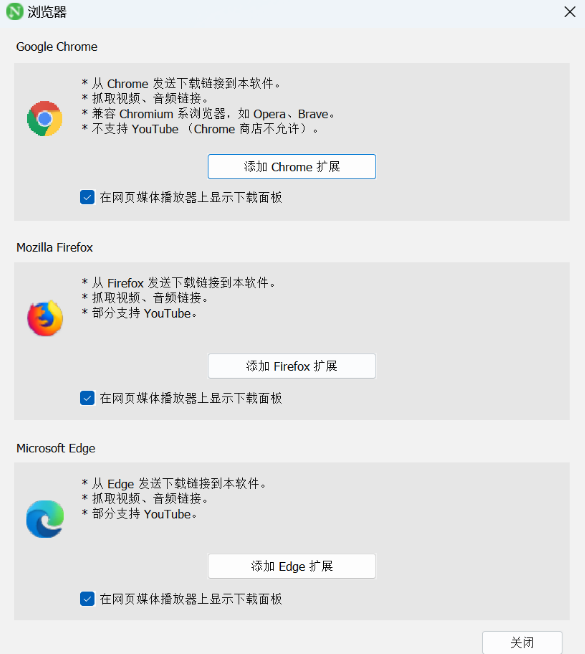 浏览器
Google Chrome
* 从 Chrome 发送下载链接到本软件。
* 抓取视频、音频链接。
* 兼容 Chromium 系浏览器，如 Opera、Brave。
* 不支持 YouTube （Chrome 商店不允许）。
添加 Chrome 扩展
在网页媒体播放器上显示下载面板
Mozilla Firefox
* 从 Firefox 发送下载链接到本软件。
* 抓取视频、音频链接。
* 部分支持 YouTube。
添加 Firefox 扩展
在网页媒体播放器上显示下载面板
Microsoft Edge
* 从 Edge 发送下载链接到本软件。
* 抓取视频、音频链接。
* 部分支持 YouTube。
添加 Edge 扩展
在网页媒体播放器上显示下载面板
关闭